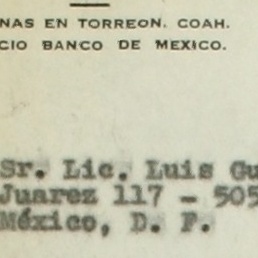 NAS EN TORREON. COAH.
CIO BANCO DE MEXICO.
Sr. Lic. Luis Gu
Juarez 117 - 505
México, D. F.